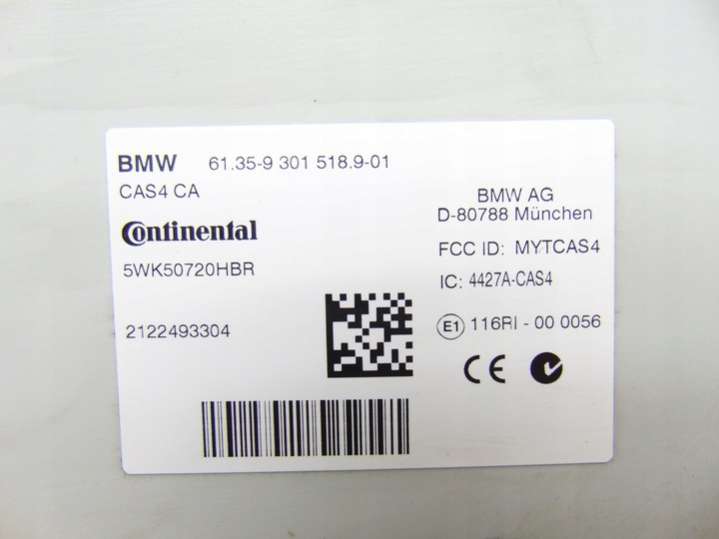 BMW 61.35-9 301 518.9-01
CAS4 CA
Continental
5WK50720HBR
2122493304
BMW AG
D-80788 München
FCC ID: MYTCAS4
IC: 4427A-CAS4
E1 116RI - 00 0056
CE